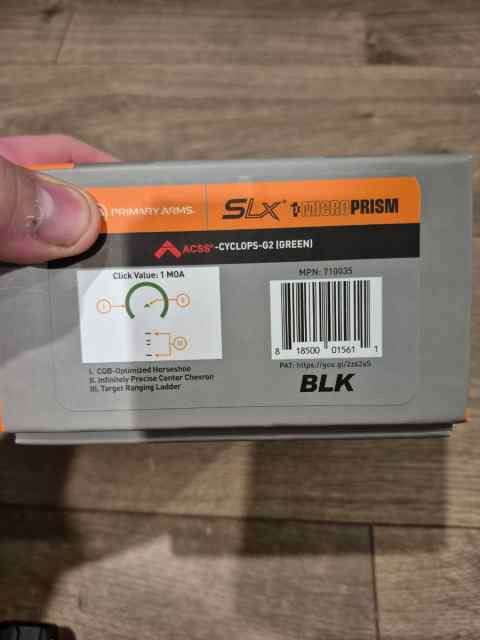 PRIMARY ARMS.
SLx+ MICROPRISM
ACSS®-CYCLOPS-G2 (GREEN)
Click Value: 1 MOA
I
II
III
I. CQB-Optimized Horseshoe
II. Infinitely Precise Center Chevron
III. Target Ranging Ladder
MPN: 710035
8 18500 01561 1
PAT: https://goo.gl/2zs2a5
BLK